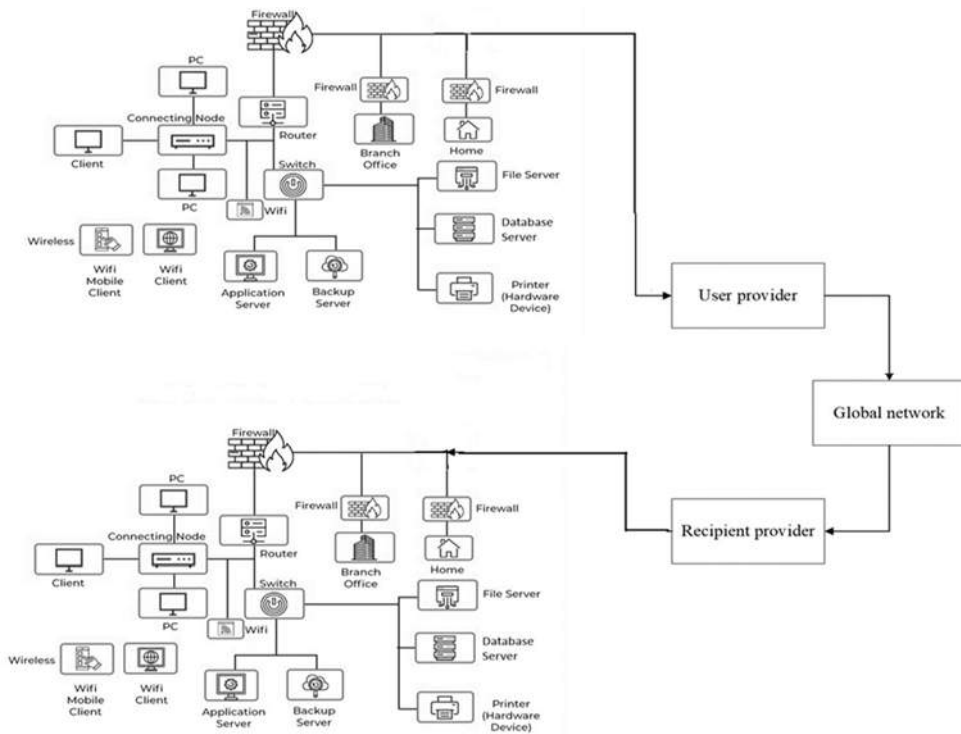 Firewall
PC
Firewall
Firewall
Connecting Node
Router
Branch
Office
Home
Client
Switch
File Server
PC
Wifi
Wireless
Database
Server
Wifi
Mobile
Client
Wifi
Client
Application
Server
Backup
Server
Printer
(Hardware
Device)
User provider
Global network
Recipient provider
Firewall
PC
Firewall
Firewall
Connecting Node
Router
Branch
Office
Home
Client
Switch
File Server
PC
Wifi
Wireless
Database
Server
Wifi
Mobile
Client
Wifi
Client
Application
Server
Backup
Server
Printer
(Hardware
Device)